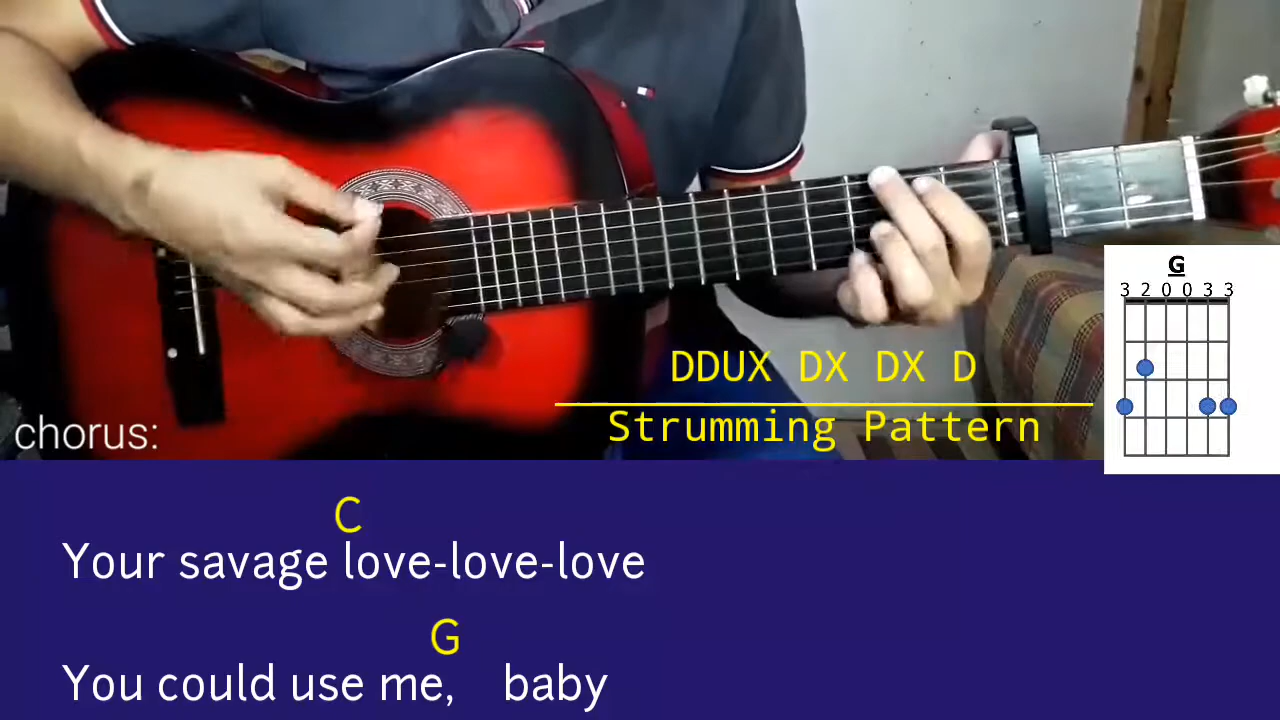 G
3 2 0 0 3 3
DDUX DX DX D
Strumming Pattern
chorus:
C
Your savage love-love-love
G
You could use me, baby